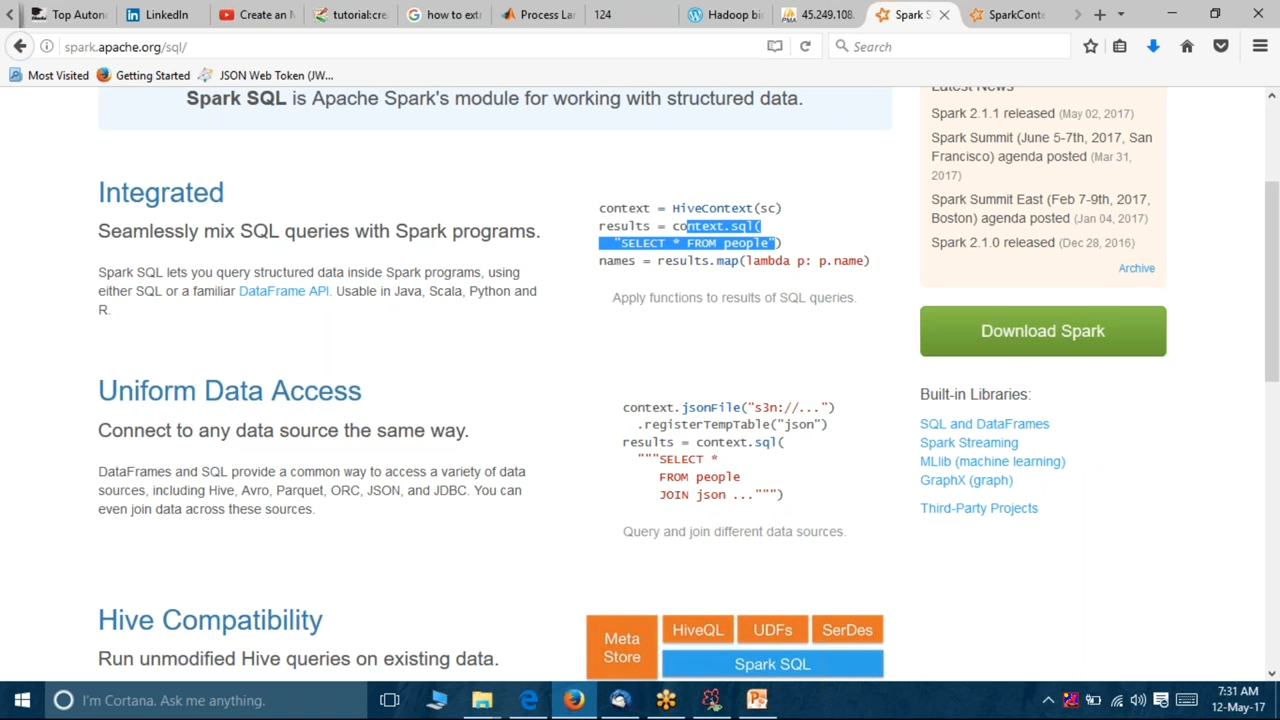 Top Auton
LinkedIn
Create an M
tutorial:cre
how to extr
Process Lar
124
Hadoop bi
45.249.108.
Spark S
SparkConte
spark.apache.org/sql/
Search
Most Visited
Getting Started
JSON Web Token (JW...
Spark SQL is Apache Spark's module for working with structured data.
Integrated
Seamlessly mix SQL queries with Spark programs.
Spark SQL lets you query structured data inside Spark programs, using
either SQL or a familiar DataFrame API. Usable in Java, Scala, Python and
R.
context = HiveContext(sc)
results = context.sql(
"SELECT * FROM people")
names = results.map(lambda p: p.name)
Apply functions to results of SQL queries.
Uniform Data Access
Connect to any data source the same way.
DataFrames and SQL provide a common way to access a variety of data
sources, including Hive, Avro, Parquet, ORC, JSON, and JDBC. You can
even join data across these sources.
context.jsonFile("s3n://...")
.registerTempTable("json")
results = context.sql(
"""SELECT *
FROM people
JOIN json ...""")
Query and join different data sources.
Hive Compatibility
Run unmodified Hive queries on existing data.
Meta
Store
HiveQL
UDFs
SerDes
Spark SQL
Latest News
Spark 2.1.1 released (May 02, 2017)
Spark Summit (June 5-7th, 2017, San
Francisco) agenda posted (Mar 31,
2017)
Spark Summit East (Feb 7-9th, 2017,
Boston) agenda posted (Jan 04, 2017)
Spark 2.1.0 released (Dec 28, 2016)
Archive
Download Spark
Built-in Libraries:
SQL and DataFrames
Spark Streaming
MLlib (machine learning)
GraphX (graph)
Third-Party Projects
I'm Cortana. Ask me anything.
7:31 AM
12-May-17